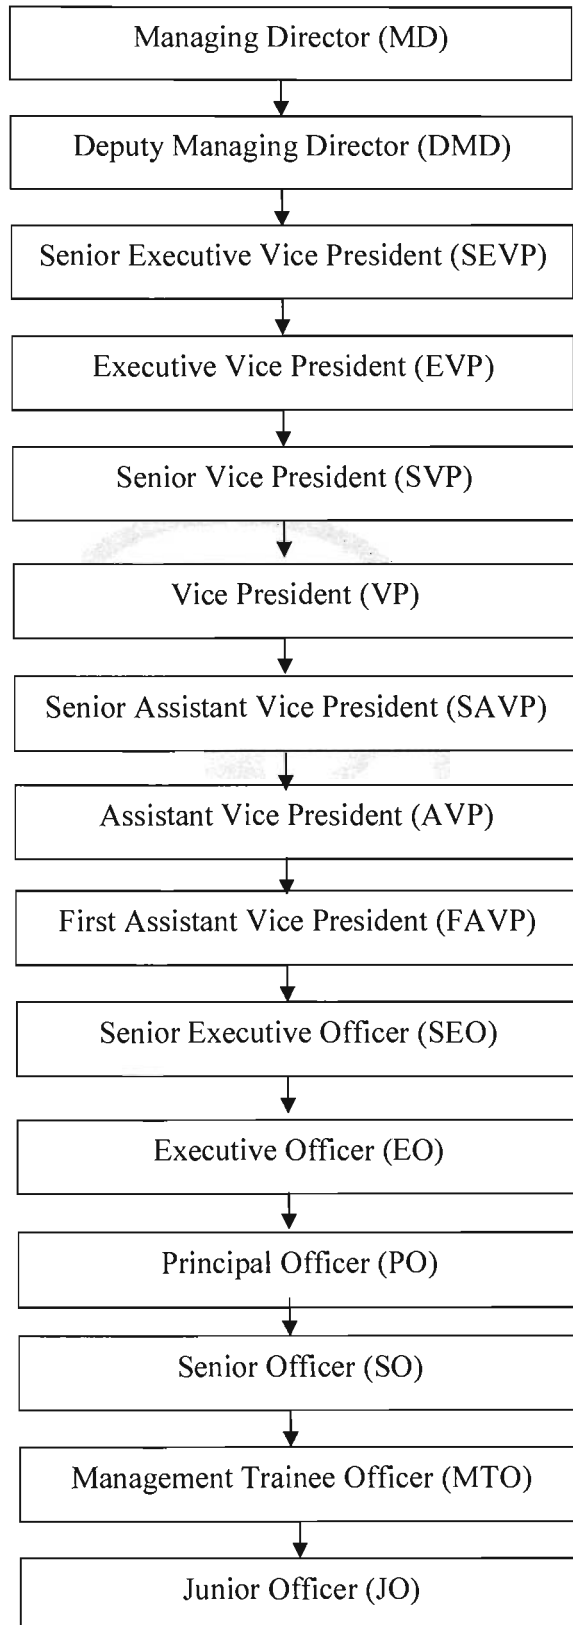 Managing Director (MD)
Deputy Managing Director (DMD)
Senior Executive Vice President (SEVP)
Executive Vice President (EVP)
Senior Vice President (SVP)
Vice President (VP)
Senior Assistant Vice President (SAVP)
Assistant Vice President (AVP)
First Assistant Vice President (FAVP)
Senior Executive Officer (SEO)
Executive Officer (EO)
Principal Officer (PO)
Senior Officer (SO)
Management Trainee Officer (MTO)
Junior Officer (JO)